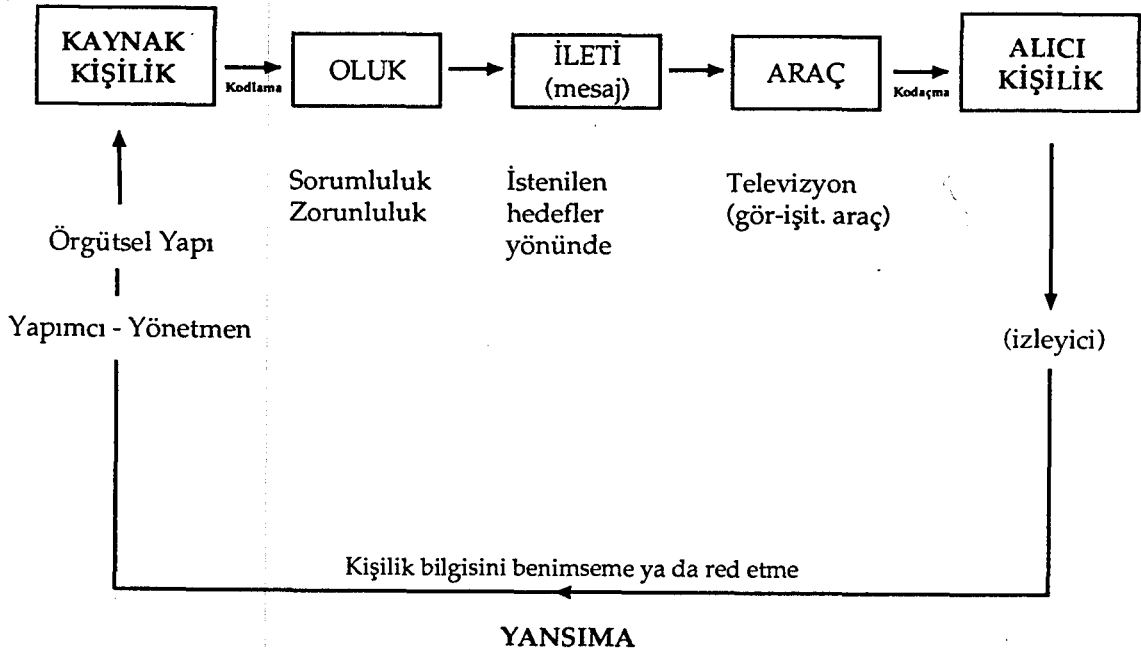 KAYNAK
KİŞİLİK
Kodlama
OLUK
İLETİ
(mesaj)
ARAÇ
Kodaçma
ALICI
KİŞİLİK
Sorumluluk
Zorunluluk
İstenilen
hedefler
yönünde
Televizyon
(gör-işit. araç)
Örgütsel Yapı
Yapımcı - Yönetmen
(izleyici)
Kişilik bilgisini benimseme ya da red etme
YANSIMA